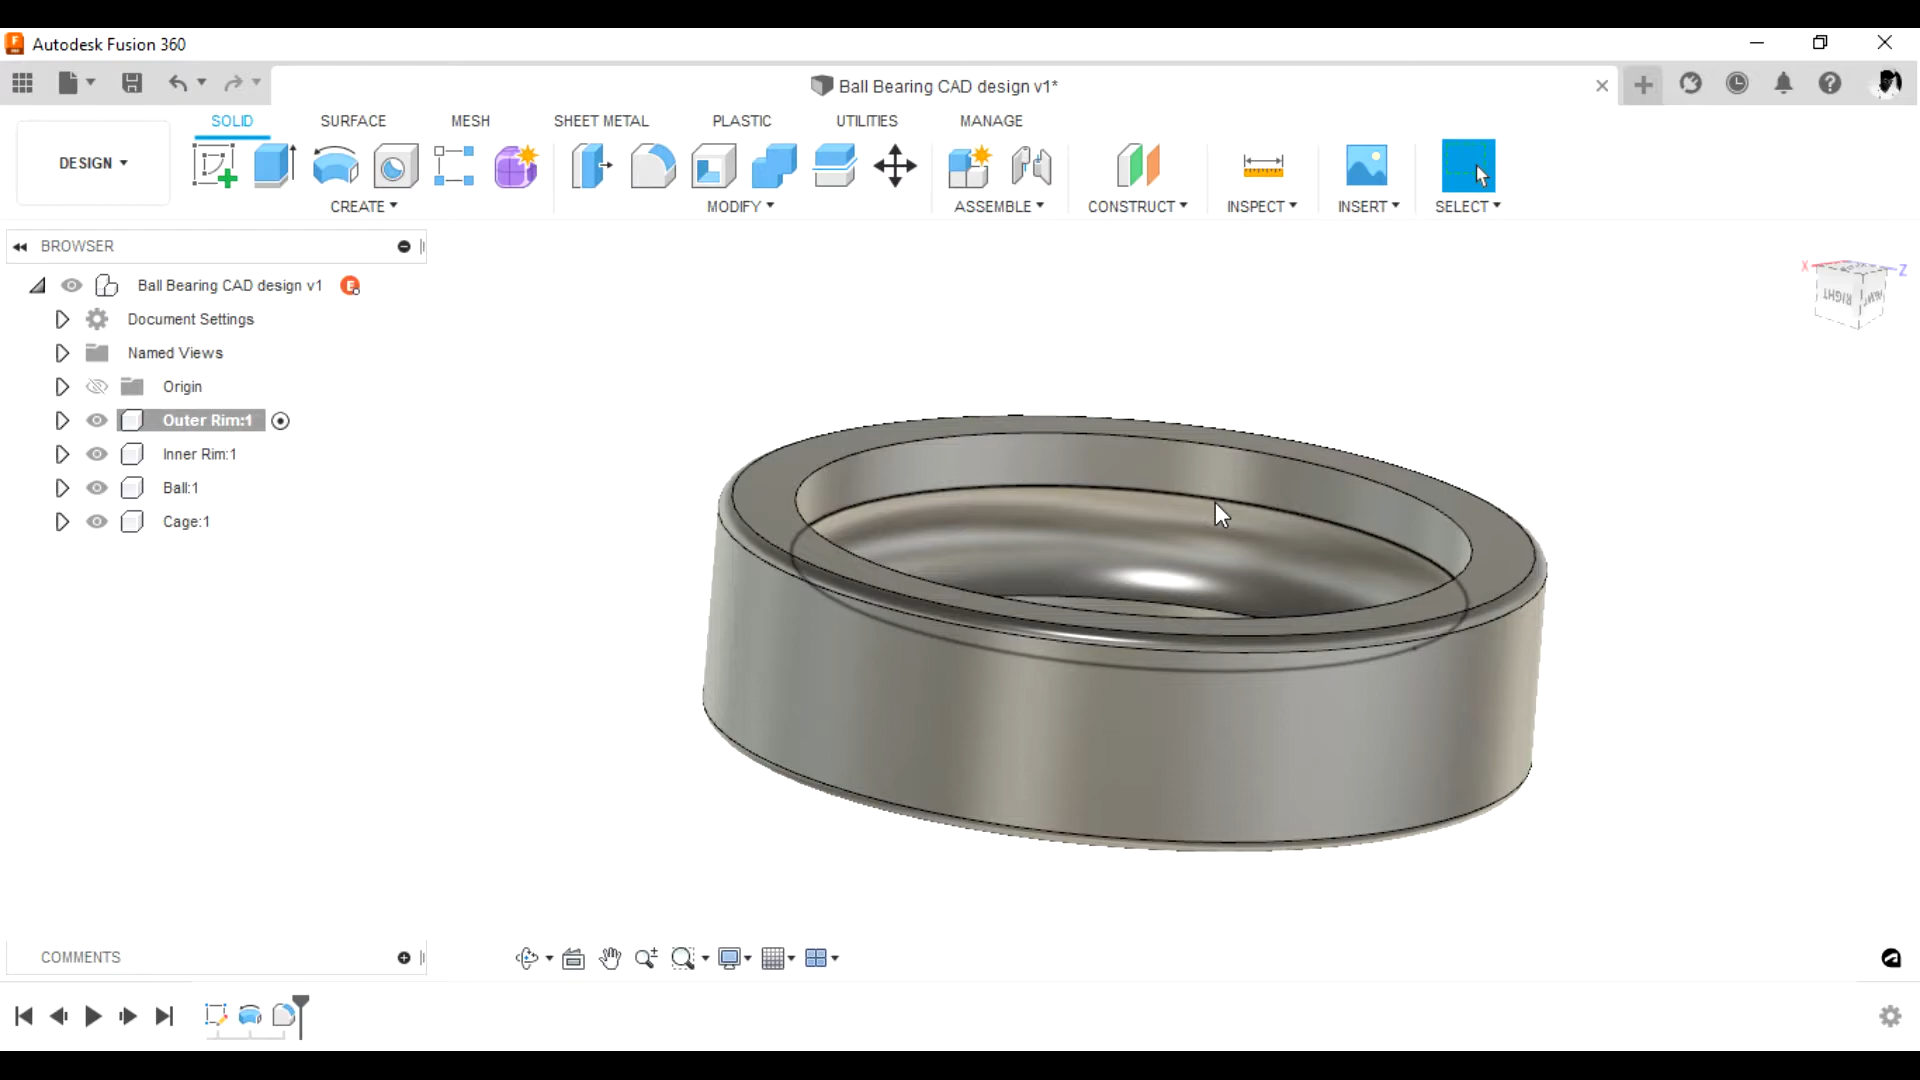 Autodesk Fusion 360
Ball Bearing CAD design v1*
SOLID SURFACE MESH SHEET METAL PLASTIC UTILITIES MANAGE
DESIGN
CREATE MODIFY ASSEMBLE CONSTRUCT INSPECT INSERT SELECT
BROWSER
Ball Bearing CAD design v1
Document Settings
Named Views
Origin
Outer Rim:1
Inner Rim:1
Ball:1
Cage:1
X
Z
RIGHT
COMMENTS